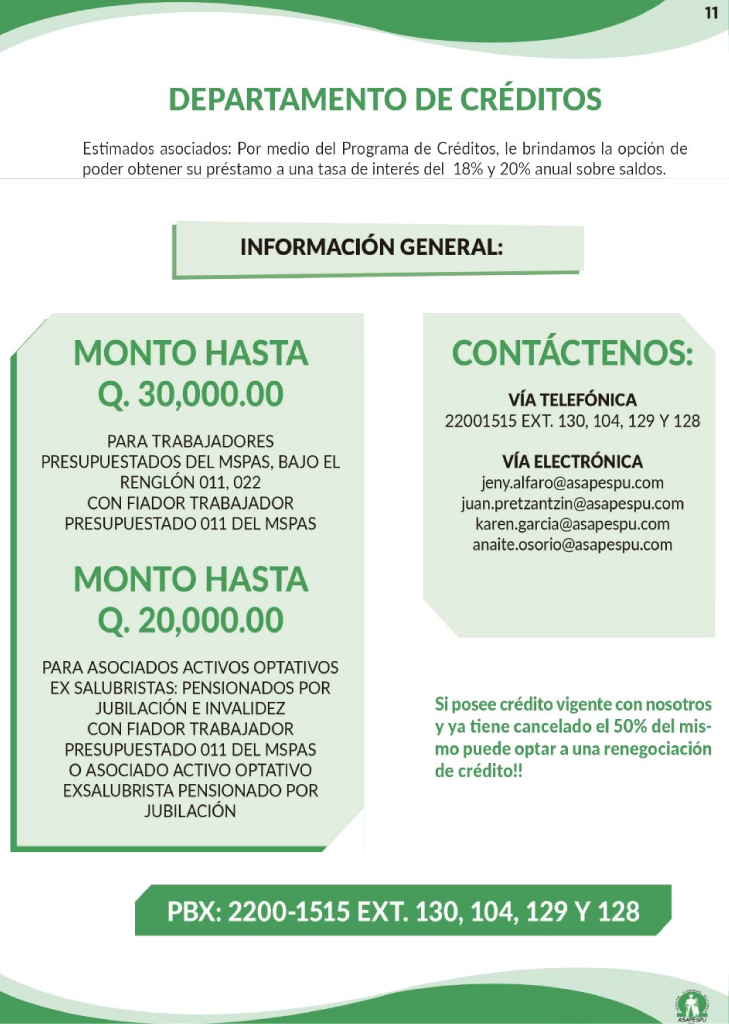 11
DEPARTAMENTO DE CRÉDITOS
Estimados asociados: Por medio del Programa de Créditos, le brindamos la opción de
poder obtener su préstamo a una tasa de interés del 18% y 20% anual sobre saldos.
INFORMACIÓN GENERAL:
MONTO HASTA
Q. 30,000.00
PARA TRABAJADORES
PRESUPUESTADOS DEL MSPAS, BAJO EL
RENGLÓN 011, 022
CON FIADOR TRABAJADOR
PRESUPUESTADO 011 DEL MSPAS
MONTO HASTA
Q. 20,000.00
PARA ASOCIADOS ACTIVOS OPTATIVOS
EX SALUBRISTAS: PENSIONADOS POR
JUBILACIÓN E INVALIDEZ
CON FIADOR TRABAJADOR
PRESUPUESTADO 011 DEL MSPAS
O ASOCIADO ACTIVO OPTATIVO
EXSALUBRISTA PENSIONADO POR
JUBILACIÓN
CONTÁCTENOS:
VÍA TELEFÓNICA
22001515 EXT. 130, 104, 129 Y 128
VÍA ELECTRÓNICA
jeny.alfaro@asapespu.com
juan.pretzantzin@asapespu.com
karen.garcia@asapespu.com
anaite.osorio@asapespu.com
Si posee crédito vigente con nosotros
y ya tiene cancelado el 50% del mis-
mo puede optar a una renegociación
de crédito!!
PBX: 2200-1515 EXT. 130, 104, 129 Y 128
ASAPESPU